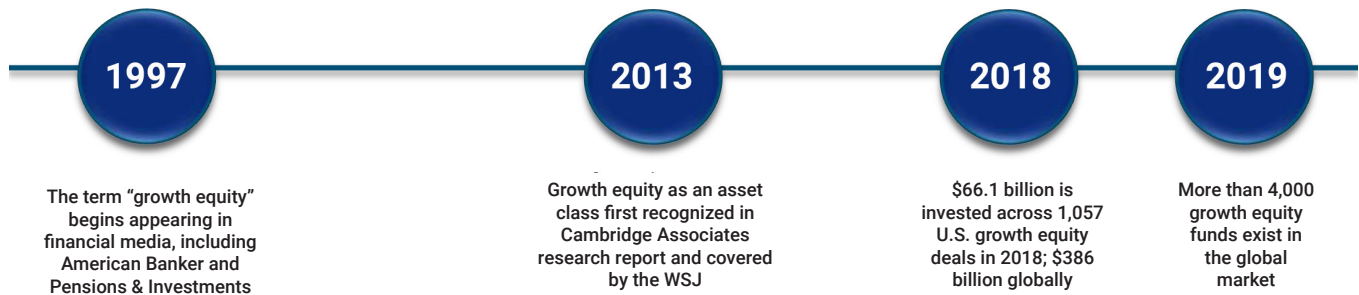 1997
2013
2018
2019
The term “growth equity”
begins appearing in
financial media, including
American Banker and
Pensions & Investments
Growth equity as an asset
class first recognized in
Cambridge Associates
research report and covered
by the WSJ
$66.1 billion is
invested across 1,057
U.S. growth equity
deals in 2018; $386
billion globally
More than 4,000
growth equity
funds exist in
the global
market